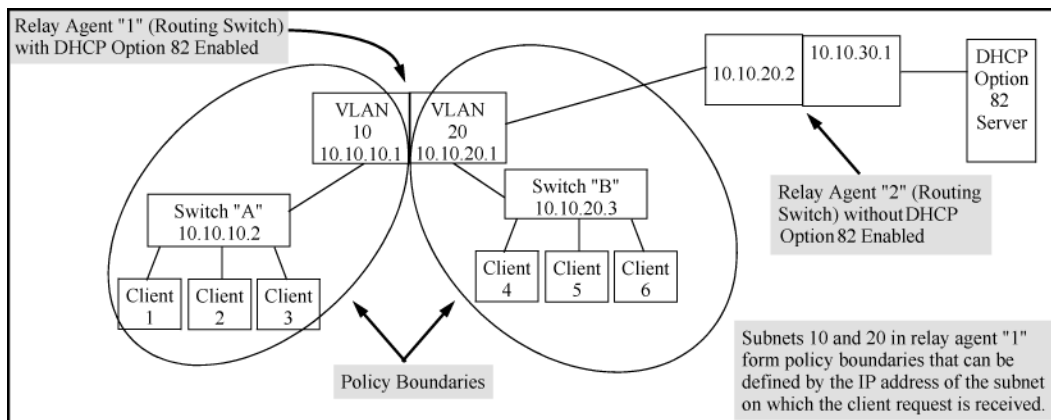 Relay Agent "1" (Routing Switch)
with DHCP Option 82 Enabled
VLAN
10
10.10.10.1
VLAN
20
10.10.20.1
10.10.20.2
10.10.30.1
DHCP
Option
82
Server
Switch "A"
10.10.10.2
Switch "B"
10.10.20.3
Relay Agent "2" (Routing
Switch) without DHCP
Option 82 Enabled
Client
1
Client
2
Client
3
Client
4
Client
5
Client
6
Policy Boundaries
Subnets 10 and 20 in relay agent "1"
form policy boundaries that can be
defined by the IP address of the subnet
on which the client request is received.